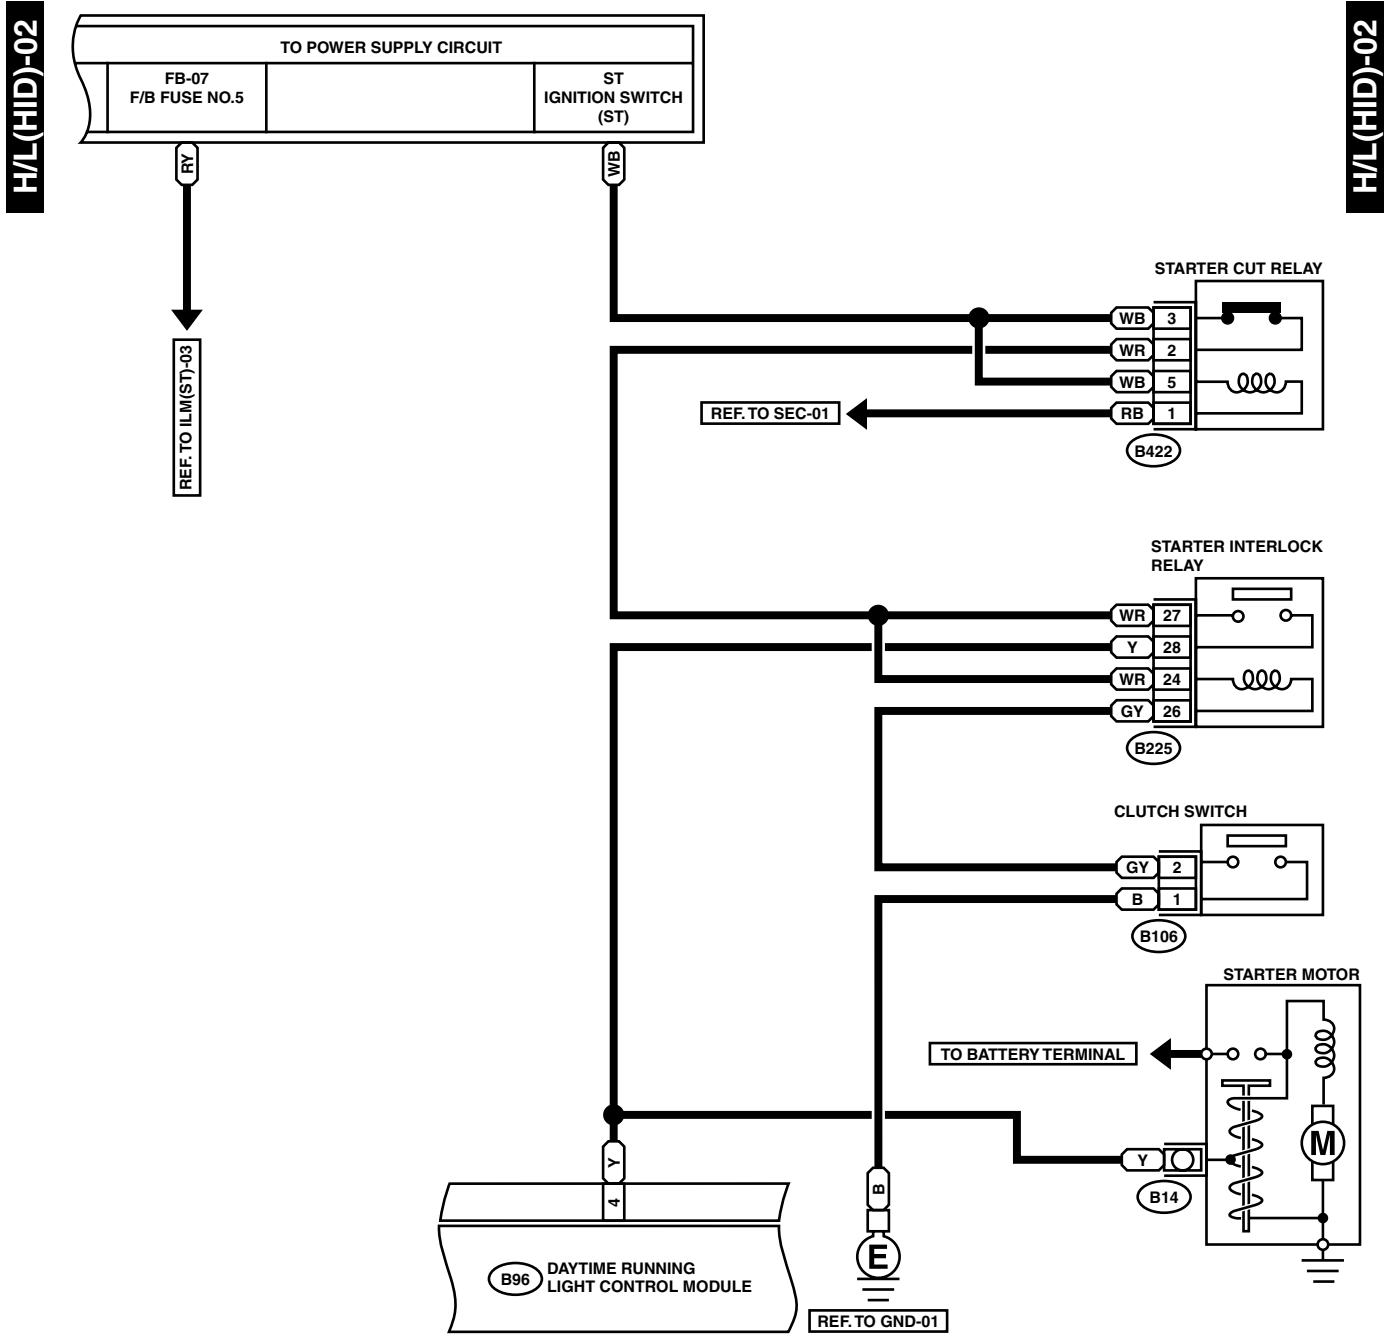 H/L(HID)-02
H/L(HID)-02
TO POWER SUPPLY CIRCUIT
FB-07
F/B FUSE NO.5
ST
IGNITION SWITCH
(ST)
RY
WB
REF. TO ILM(ST)-03
STARTER CUT RELAY
WB 3
WR 2
WB 5
REF. TO SEC-01
RB 1
B422
STARTER INTERLOCK
RELAY
WR 27
Y 28
WR 24
GY 26
B225
CLUTCH SWITCH
GY 2
B 1
B106
STARTER MOTOR
TO BATTERY TERMINAL
M
Y
B14
Y
4
B
E
B96
DAYTIME RUNNING
LIGHT CONTROL MODULE
REF. TO GND-01